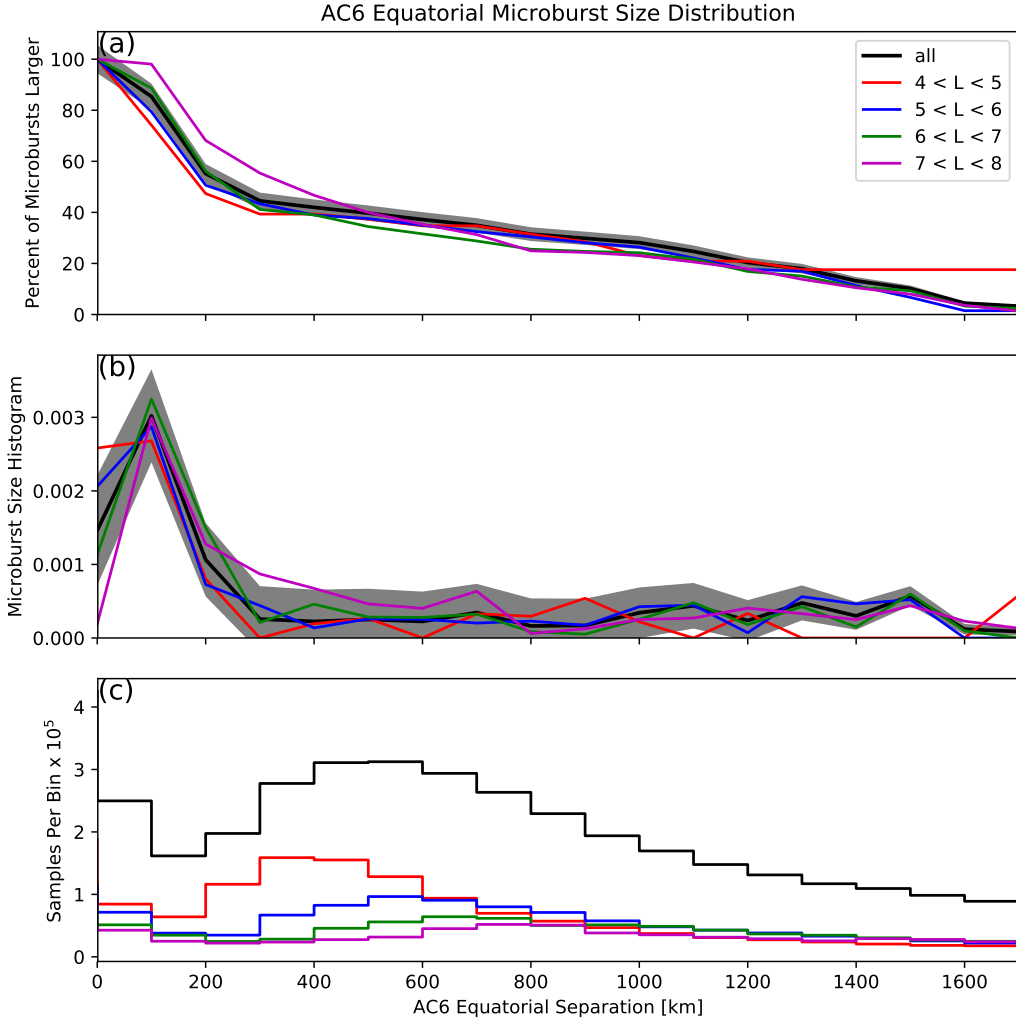 AC6 Equatorial Microburst Size Distribution
(a)
Percent of Microbursts Larger
100
80
60
40
20
0
all
4 < L < 5
5 < L < 6
6 < L < 7
7 < L < 8
(b)
Microburst Size Histogram
0.003
0.002
0.001
0.000
(c)
Samples Per Bin x 10⁵
4
3
2
1
0
0 200 400 600 800 1000 1200 1400 1600
AC6 Equatorial Separation [km]